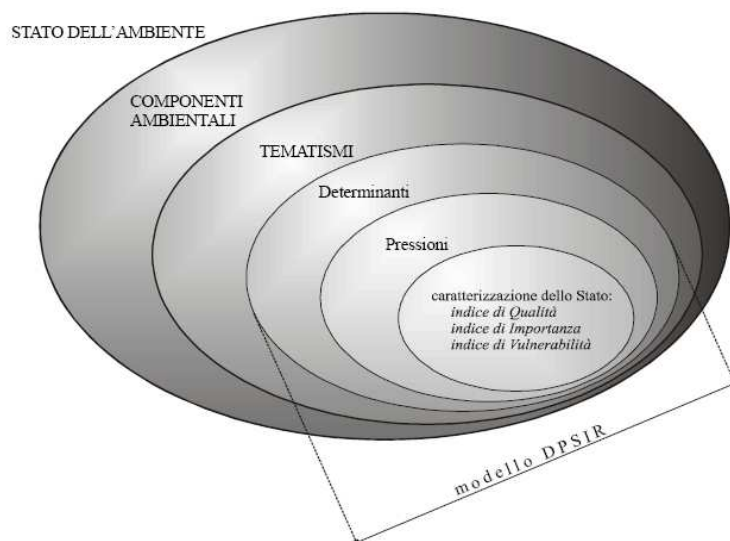 STATO DELL'AMBIENTE
COMPONENTI
AMBIENTALI
TEMATISMI
Determinanti
Pressioni
caratterizzazione dello Stato:
indice di Qualità
indice di Importanza
indice di Vulnerabilità
modello DPSIR